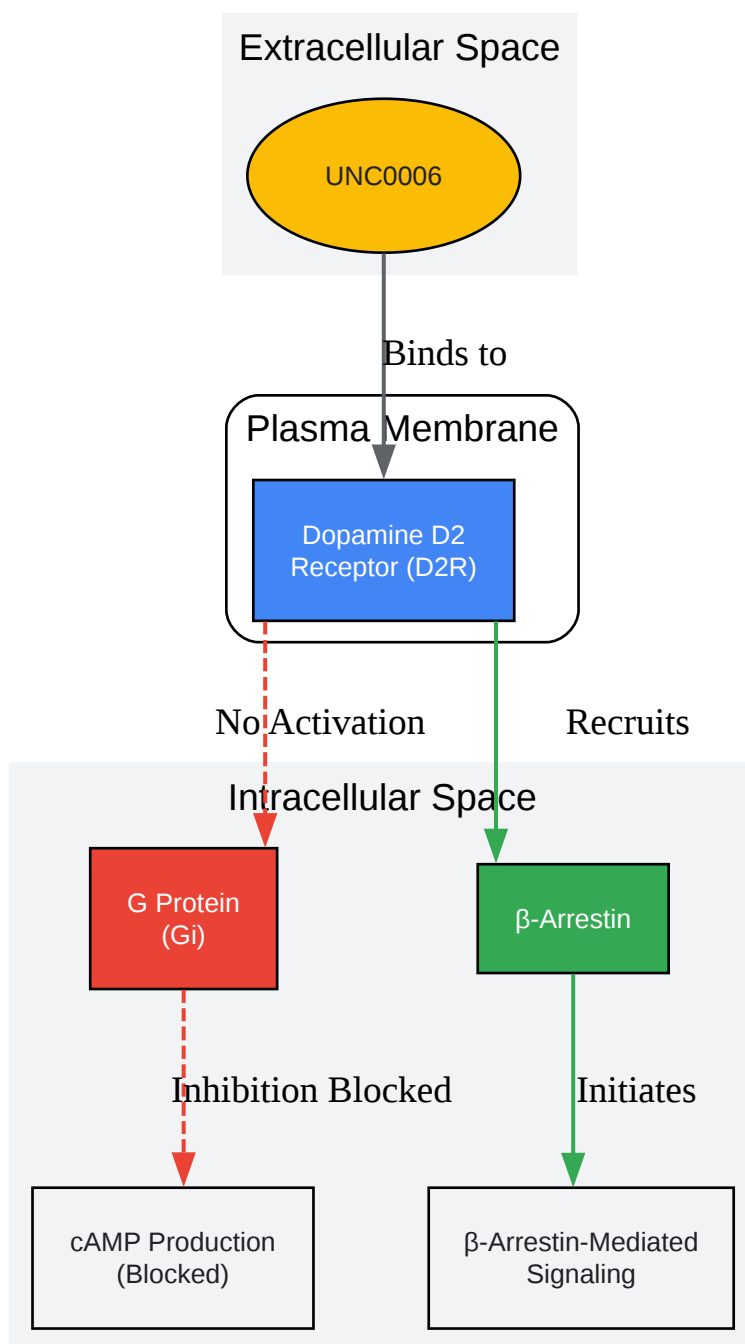 Extracellular Space
UNC0006
Binds to
Plasma Membrane
Dopamine D2
Receptor (D2R)
No Activation
Recruits
Intracellular Space
G Protein
(Gi)
β-Arrestin
Inhibition Blocked
Initiates
cAMP Production
(Blocked)
β-Arrestin-Mediated
Signaling